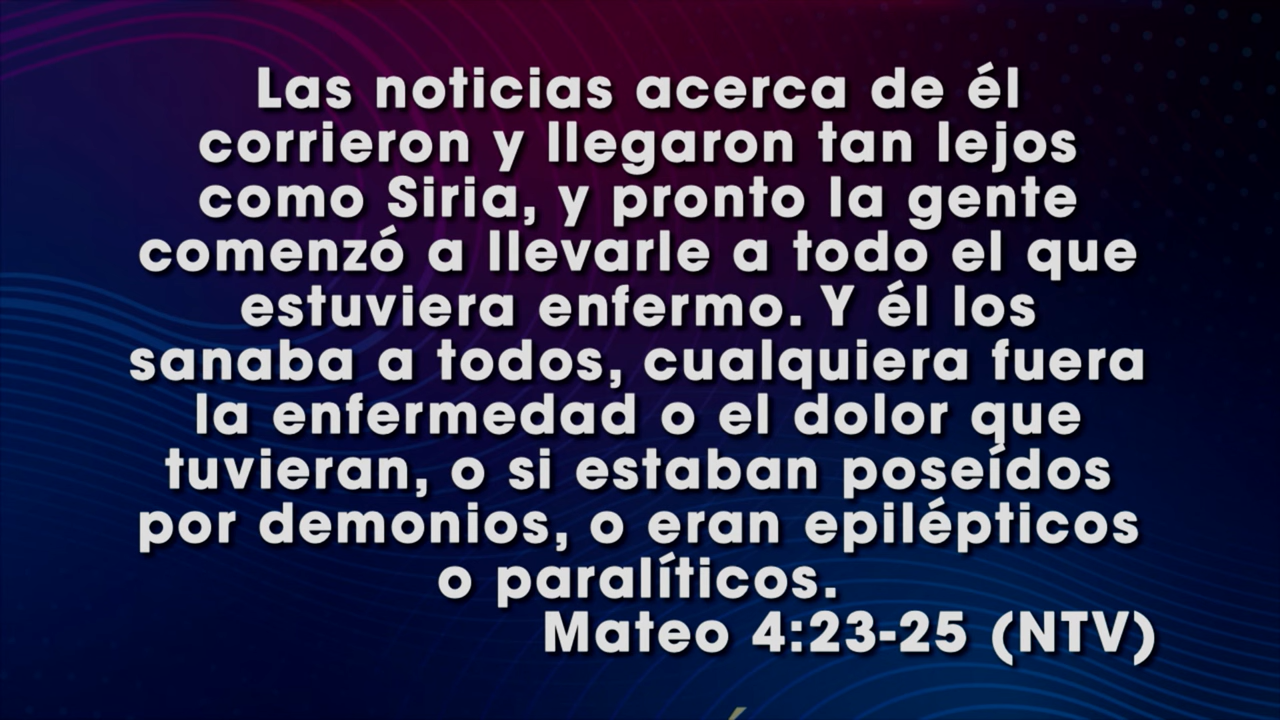 Las noticias acerca de él
corrieron y llegaron tan lejos
como Siria, y pronto la gente
comenzó a llevarle a todo el que
estuviera enfermo. Y él los
sanaba a todos, cualquiera fuera
la enfermedad o el dolor que
tuvieran, o si estaban poseídos
por demonios, o eran epilépticos
o paralíticos.
Mateo 4:23-25 (NTV)